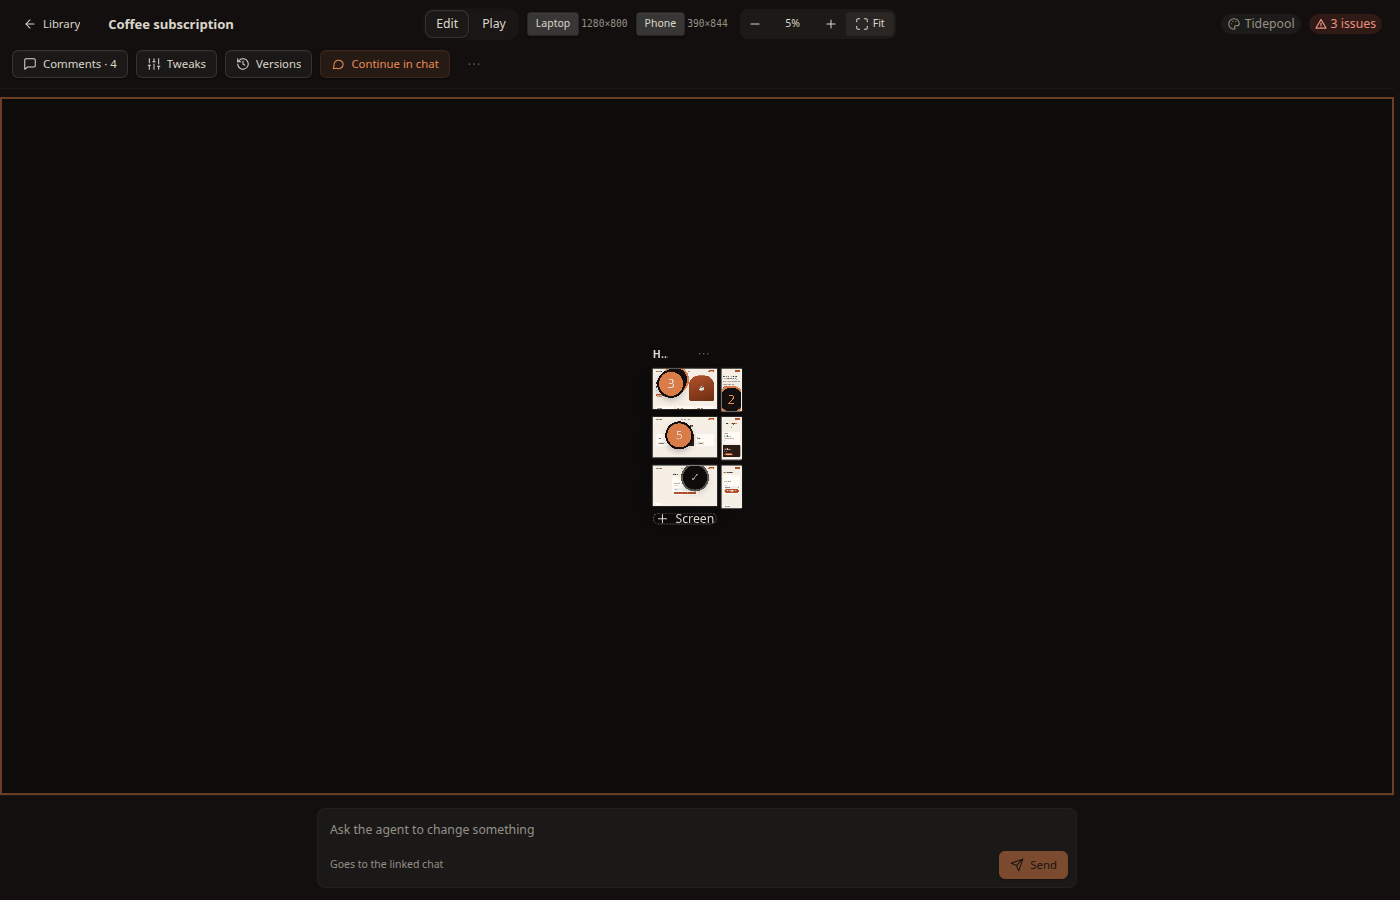 Library
Coffee subscription
Edit
Play
Laptop 1280×800
Phone 390×844
5%
Fit
Tidepool
3 issues
Comments · 4
Tweaks
Versions
Continue in chat
···
H...
···
3
2
5
✓
+ Screen
Ask the agent to change something
Goes to the linked chat
Send